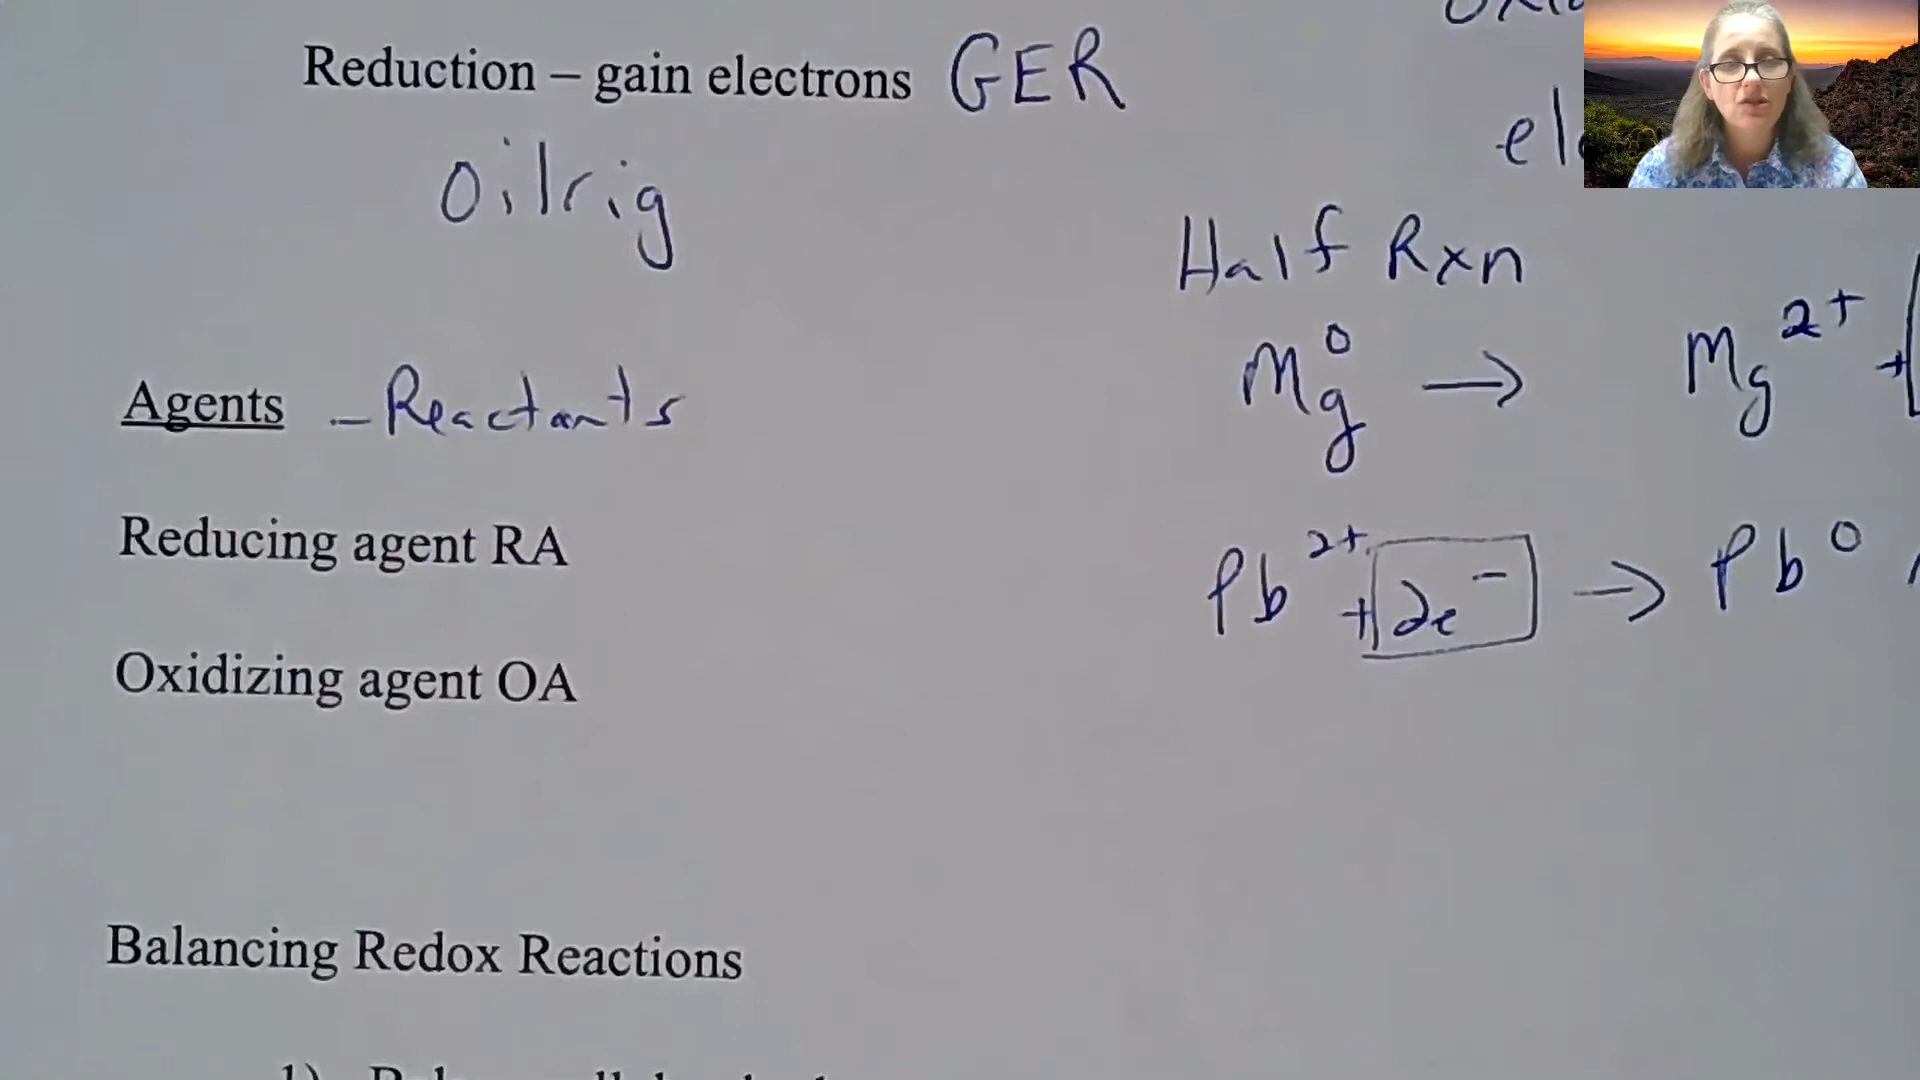 Reduction – gain electrons GER
oilrig
Half Rxn
Mg⁰ → Mg²⁺ +
Agents - Reactants
Reducing agent RA
Pb²⁺ + 2e⁻ → Pb⁰
Oxidizing agent OA
Balancing Redox Reactions
1)